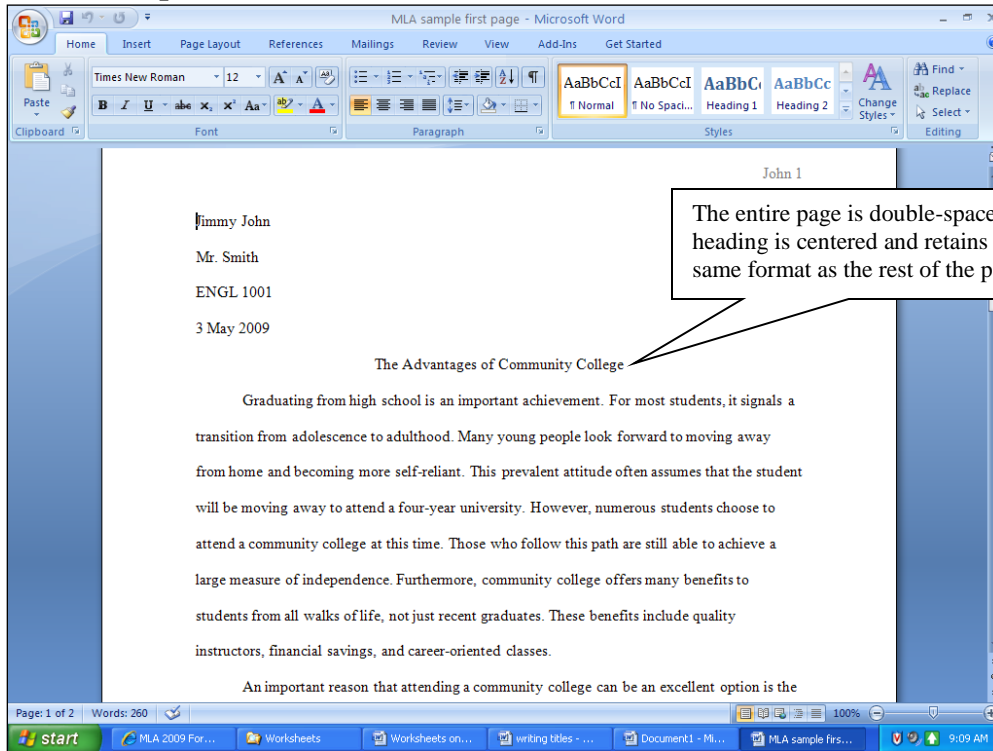 MLA sample first page - Microsoft Word
Home Insert Page Layout References Mailings Review View Add-Ins Get Started
Paste
Times New Roman 12
B I U abc x₂ x² Aa
AaBbCcI AaBbCcI AaBbC AaBbCc
¶ Normal ¶ No Spaci... Heading 1 Heading 2
Change Styles
Find
Replace
Select
Clipboard Font Paragraph Styles Editing
John 1
Jimmy John
Mr. Smith
ENGL 1001
3 May 2009
The entire page is double-space
heading is centered and retains
same format as the rest of the p
The Advantages of Community College
Graduating from high school is an important achievement. For most students, it signals a
transition from adolescence to adulthood. Many young people look forward to moving away
from home and becoming more self-reliant. This prevalent attitude often assumes that the student
will be moving away to attend a four-year university. However, numerous students choose to
attend a community college at this time. Those who follow this path are still able to achieve a
large measure of independence. Furthermore, community college offers many benefits to
students from all walks of life, not just recent graduates. These benefits include quality
instructors, financial savings, and career-oriented classes.
An important reason that attending a community college can be an excellent option is the
Page: 1 of 2 Words: 260 100%
start MLA 2009 For... Worksheets Worksheets on... writing titles - ... Document1 - Mi... MLA sample firs... 9:09 AM